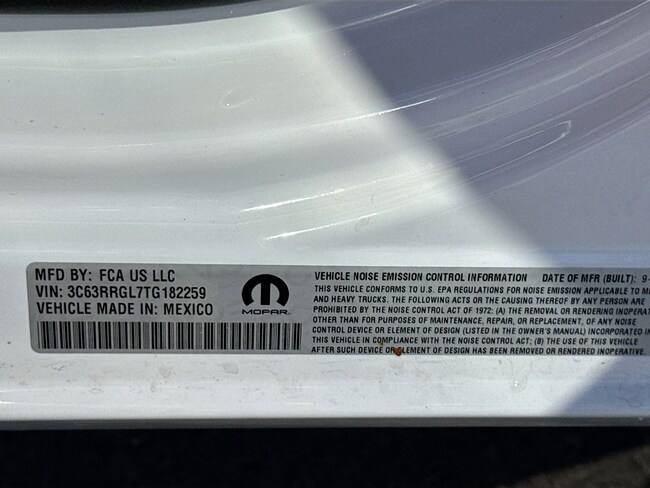 MFD BY: FCA US LLC
VIN: 3C63RRGL7TG182259
VEHICLE MADE IN: MEXICO
MOPAR
VEHICLE NOISE EMISSION CONTROL INFORMATION DATE OF MFR (BUILT): 9-
THIS VEHICLE CONFORMS TO U.S. EPA REGULATIONS FOR NOISE EMISSION APPLICABLE TO
AND HEAVY TRUCKS. THE FOLLOWING ACTS OR THE CAUSING THEREOF BY ANY PERSON ARE
PROHIBITED BY THE NOISE CONTROL ACT OF 1972: (A) THE REMOVAL OR RENDERING
OTHER THAN FOR PURPOSES OF MAINTENANCE, REPAIR, OR REPLACEMENT, OF ANY NOISE
CONTROL DEVICE OR ELEMENT OF DESIGN (LISTED IN THE OWNER'S MANUAL) INCORPORATED
THIS VEHICLE IN COMPLIANCE WITH THE NOISE CONTROL ACT; (B) THE USE OF THIS VEHICLE
AFTER SUCH DEVICE OR ELEMENT OF DESIGN HAS BEEN REMOVED OR RENDERED INOPERATIVE.